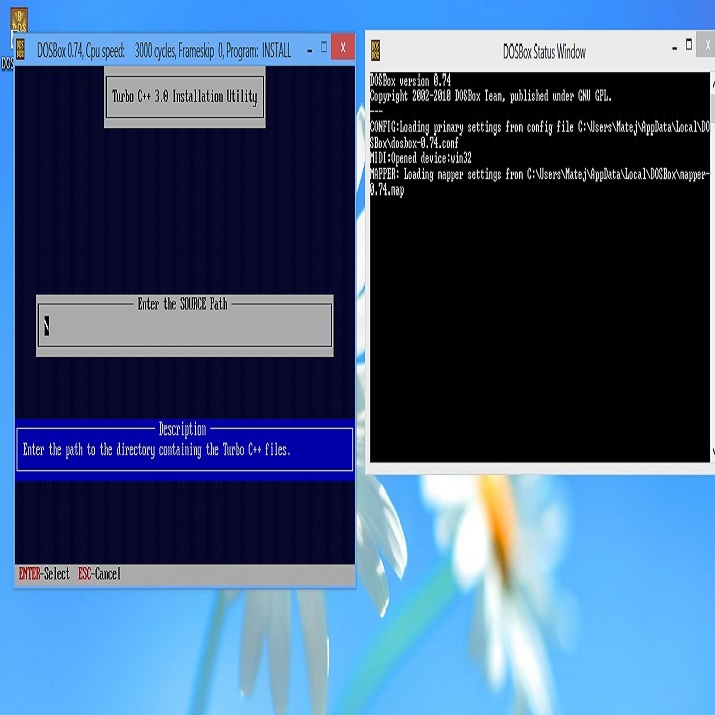 DOS
DOSBox 0.74, Cpu speed: 3000 cycles, Frameskip 0, Program: INSTALL
Turbo C++ 3.0 Installation Utility
Enter the SOURCE Path
\
Description
Enter the path to the directory containing the Turbo C++ files.
ENTER-Select ESC-Cancel
DOSBox Status Window
DOSBox version 0.74
Copyright 2002-2010 DOSBox Team, published under GNU GPL.
---
CONFIG:Loading primary settings from config file C:\Users\Matej\AppData\Local\DO
SBox\dosbox-0.74.conf
MIDI:Opened device:win32
MAPPER: Loading mapper settings from C:\Users\Matej\AppData\Local\DOSBox\mapper-
0.74.map